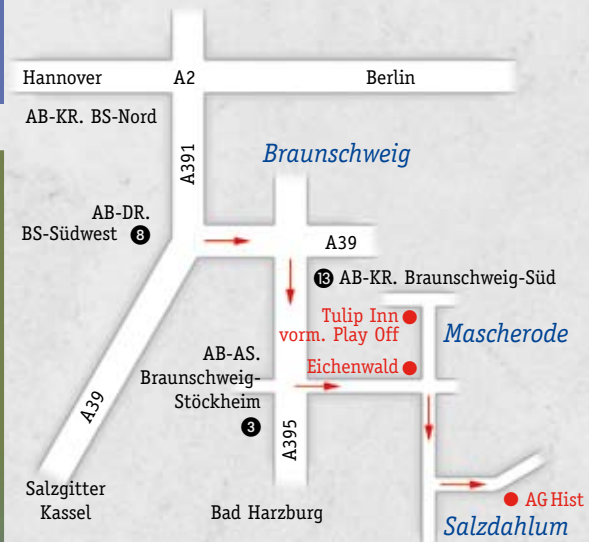 Hannover
A2
Berlin
AB-KR. BS-Nord
A391
Braunschweig
AB-DR.
BS-Südwest 8
A39
13 AB-KR. Braunschweig-Süd
Tulip Inn
vorm. Play Off
Mascherode
Eichenwald
AB-AS.
Braunschweig-
Stöckheim
3
A39
A395
Salzgitter
Kassel
Bad Harzburg
AG Hist
Salzdahlum